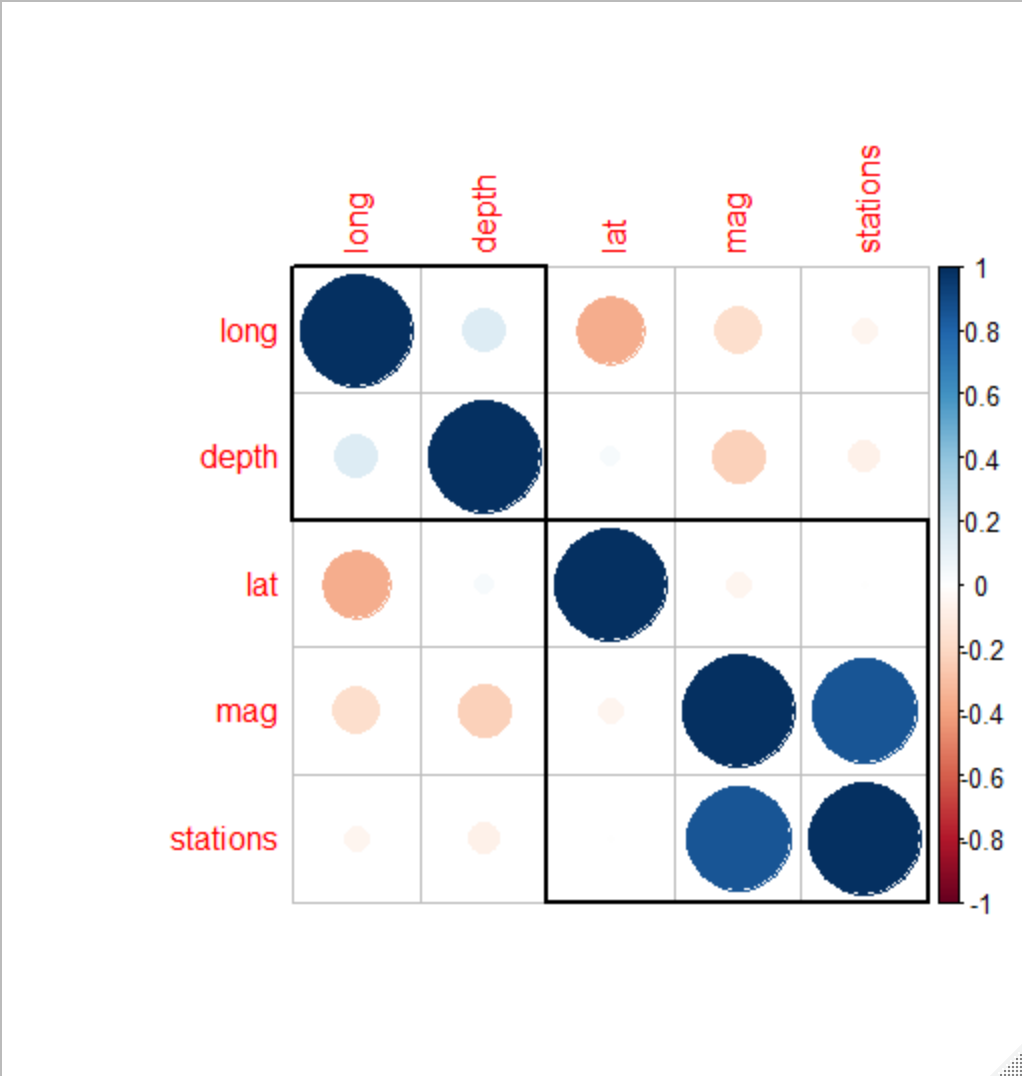 long
depth
lat
mag
stations
long
depth
lat
mag
stations
1
0.8
0.6
0.4
0.2
0
-0.2
-0.4
-0.6
-0.8
-1